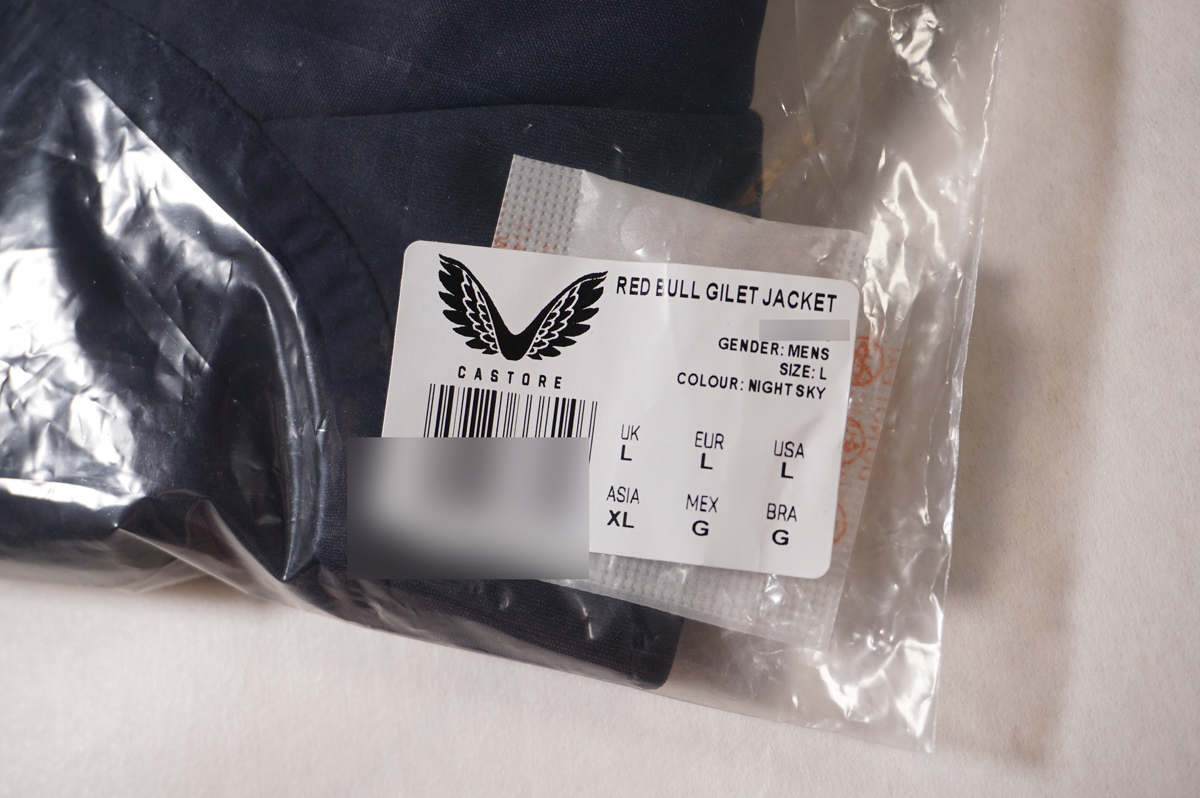 RED BULL GILET JACKET
CASTORE
GENDER: MENS
SIZE: L
COLOUR: NIGHT SKY
UK EUR USA
L L L
ASIA MEX BRA
XL G G